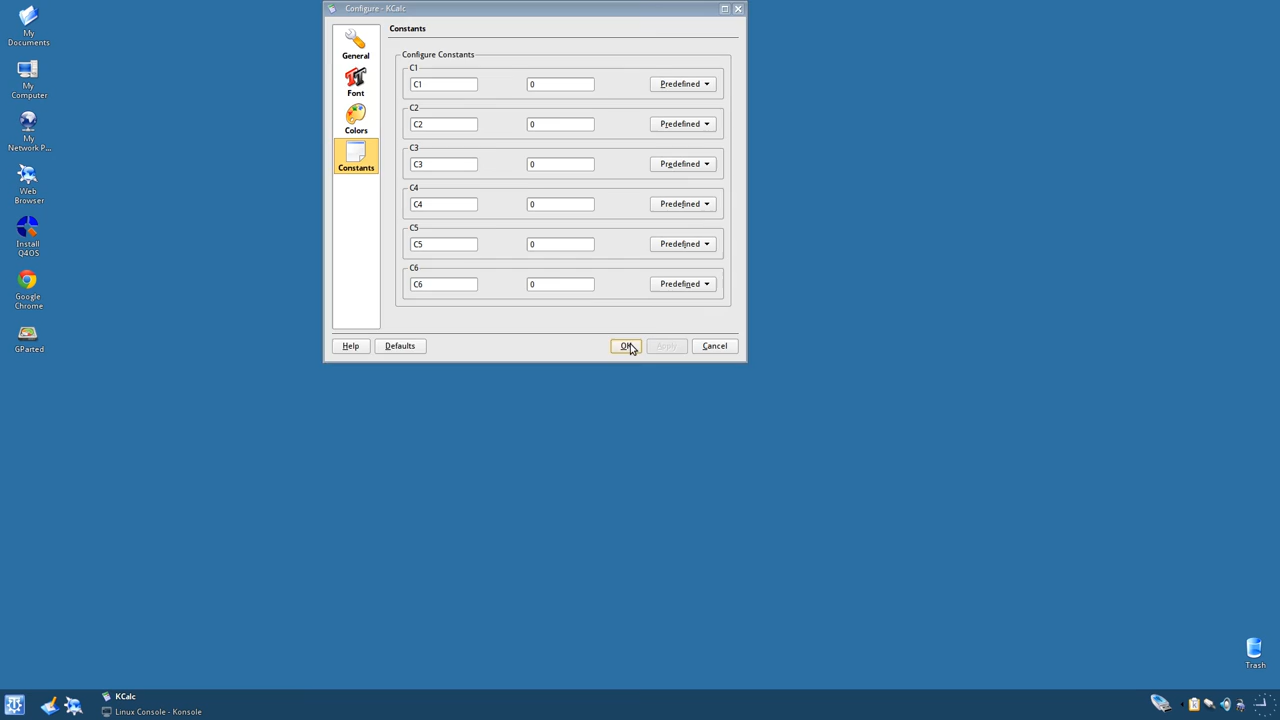 Configure - KCalc
My Documents
My Computer
My Network P...
Web Browser
Install Q4OS
Google Chrome
GParted
General
Font
Colors
Constants
Constants
Configure Constants
C1
C1 0 Predefined
C2
C2 0 Predefined
C3
C3 0 Predefined
C4
C4 0 Predefined
C5
C5 0 Predefined
C6
C6 0 Predefined
Help Defaults OK Apply Cancel
Trash
KCalc
Linux Console - Konsole